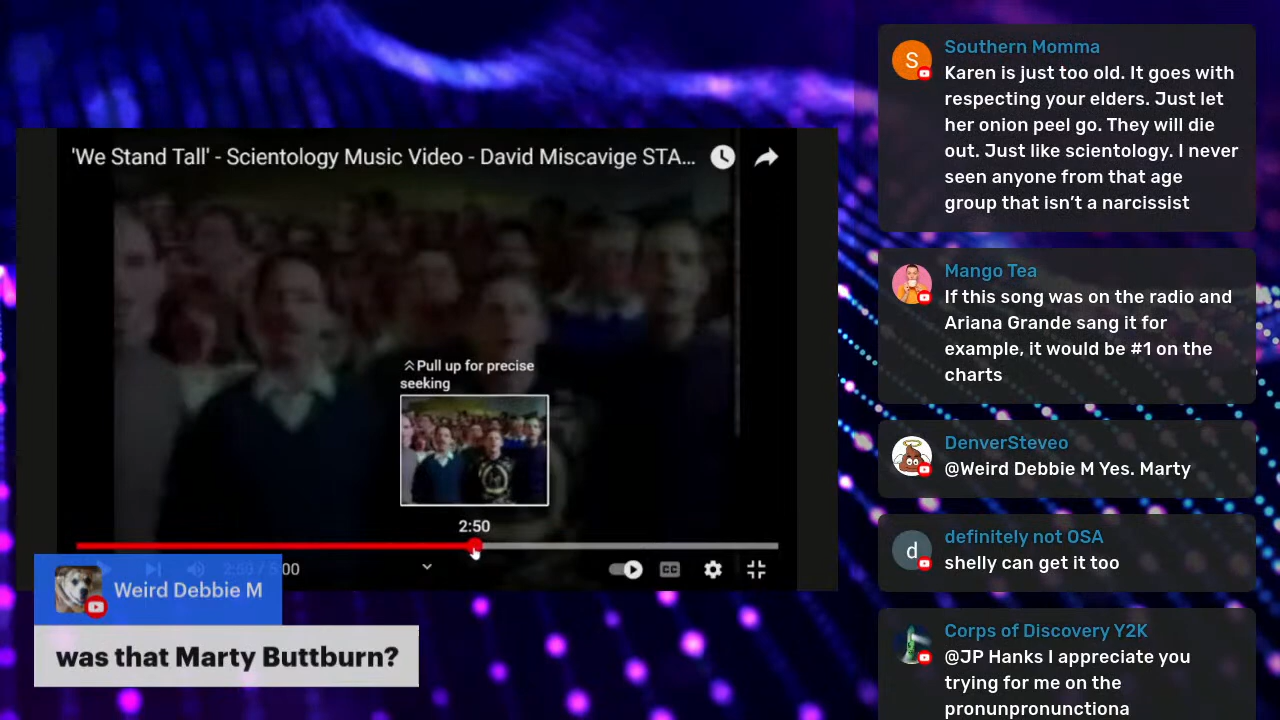 'We Stand Tall' - Scientology Music Video - David Miscavige STA...
Pull up for precise
seeking
2:50
2:50 / 5:00
CC
Weird Debbie M
was that Marty Buttburn?
S
Southern Momma
Karen is just too old. It goes with
respecting your elders. Just let
her onion peel go. They will die
out. Just like scientology. I never
seen anyone from that age
group that isn’t a narcissist
Mango Tea
If this song was on the radio and
Ariana Grande sang it for
example, it would be #1 on the
charts
DenverSteveo
@Weird Debbie M Yes. Marty
d
definitely not OSA
shelly can get it too
Corps of Discovery Y2K
@JP Hanks I appreciate you
trying for me on the
pronunpronunctiona